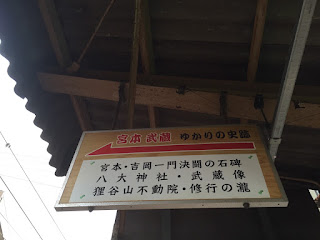 宮本武蔵 ゆかりの史蹟
宮本・吉岡一門決闘の石碑
八大神社・武蔵像
狸谷山不動院・修行の瀧